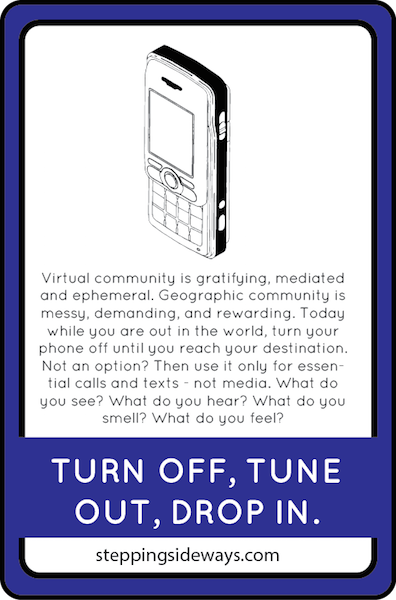 Virtual community is gratifying, mediated
and ephemeral. Geographic community is
messy, demanding, and rewarding. Today
while you are out in the world, turn your
phone off until you reach your destination.
Not an option? Then use it only for essen-
tial calls and texts - not media. What do
you see? What do you hear? What do you
smell? What do you feel?
TURN OFF, TUNE
OUT, DROP IN.
steppingsideways.com